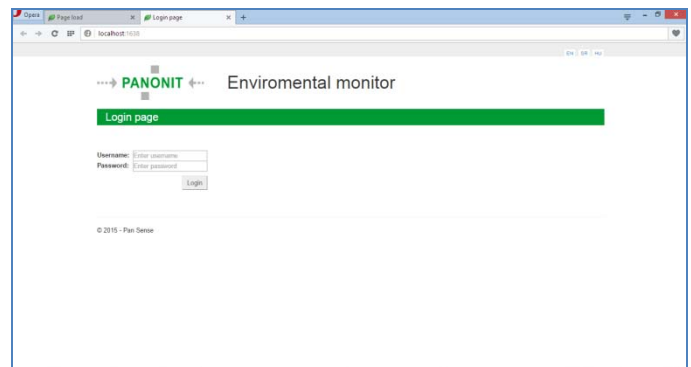 Opera Page load Login page
localhost:1638
EN SR HU
PANONIT Enviromental monitor
Login page
Username: Enter username
Password: Enter password
Login
© 2015 - Pan Sense